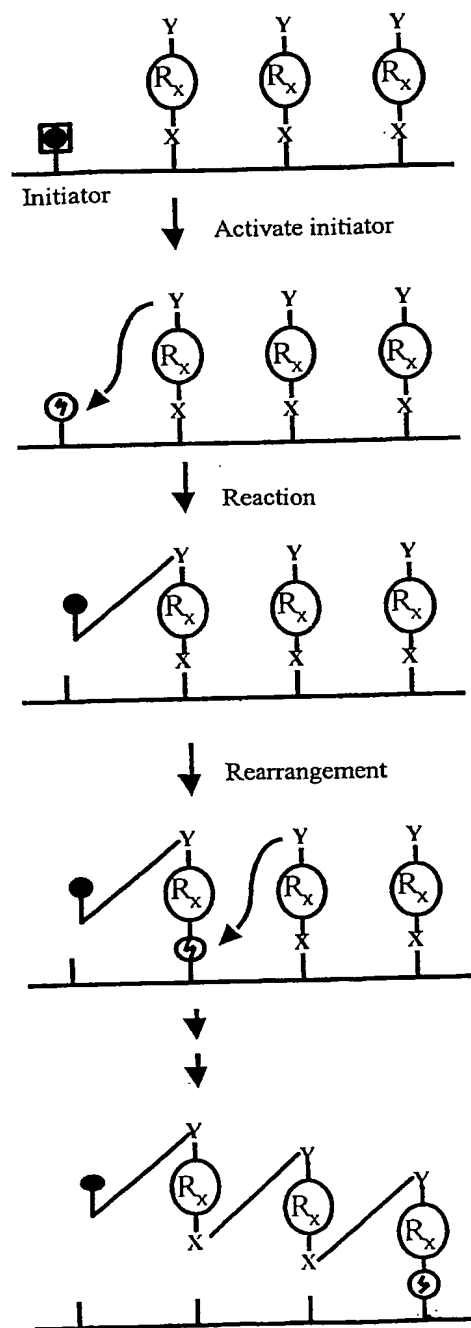 Y Y Y
Rx Rx Rx
X X X
Initiator
Activate initiator
Y Y Y
Rx Rx Rx
X X X
Reaction
Y Y Y
Rx Rx Rx
X X X
Rearrangement
Y Y Y
Rx Rx Rx
X X
Y
Y
Rx
Y
Rx
X
Rx
X